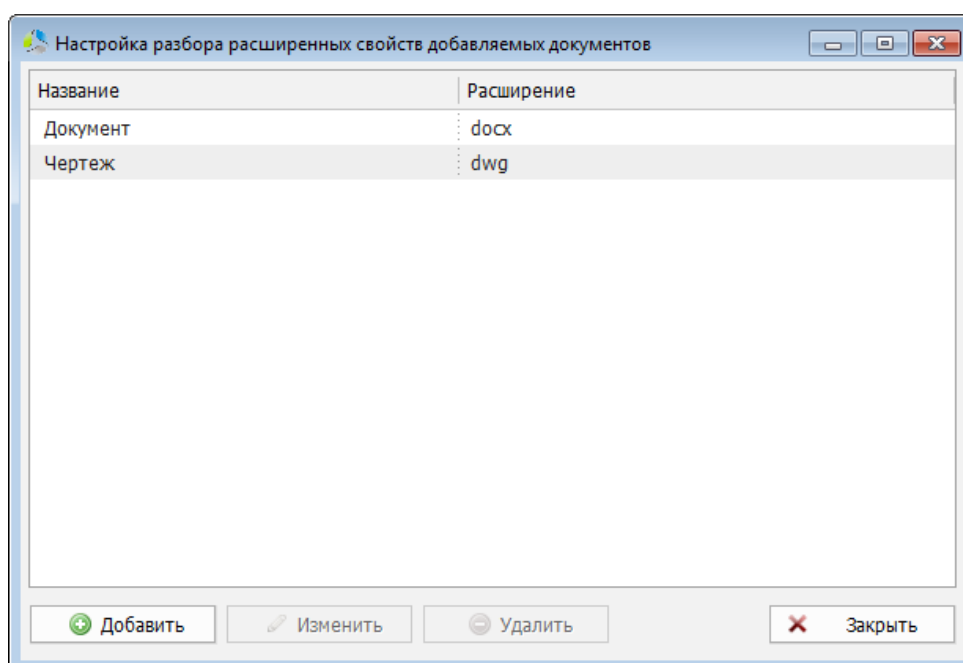 Настройка разбора расширенных свойств добавляемых документов
Название Расширение
Документ docx
Чертеж dwg
Добавить Изменить Удалить Закрыть